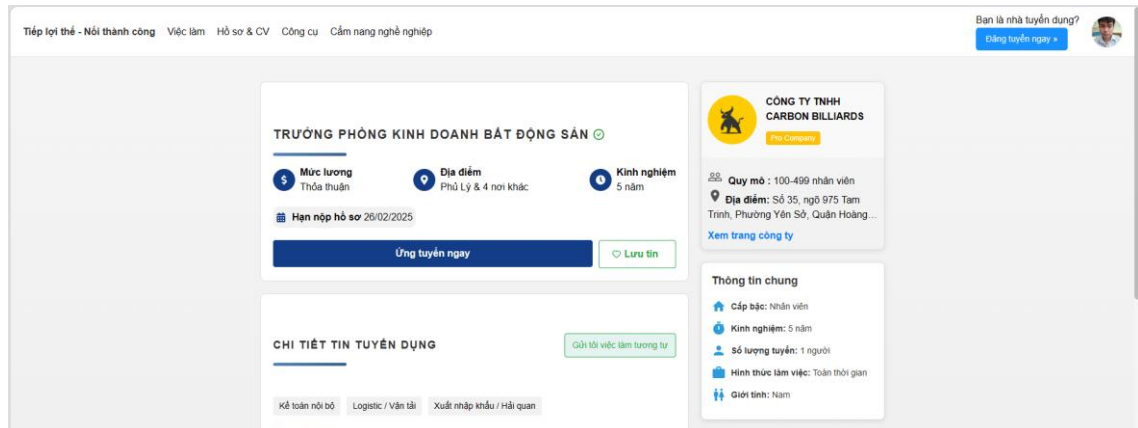 Tiếp lợi thế - Nối thành công Việc làm Hồ sơ & CV Công cụ Cẩm nang nghề nghiệp
Bạn là nhà tuyển dụng?
Đăng tuyển ngay »
TRƯỞNG PHÒNG KINH DOANH BẤT ĐỘNG SẢN
Mức lương
Thỏa thuận
Địa điểm
Phủ Lý & 4 nơi khác
Kinh nghiệm
5 năm
Hạn nộp hồ sơ 26/02/2025
Ứng tuyển ngay
Lưu tin
CHI TIẾT TIN TUYỂN DỤNG
Gửi tôi việc làm tương tự
Kế toán nội bộ Logistic / Vận tải Xuất nhập khẩu / Hải quan
CÔNG TY TNHH
CARBON BILLIARDS
Pro Company
Quy mô : 100-499 nhân viên
Địa điểm: Số 35, ngõ 975 Tam
Trinh, Phường Yên Sở, Quận Hoàng...
Xem trang công ty
Thông tin chung
Cấp bậc: Nhân viên
Kinh nghiệm: 5 năm
Số lượng tuyển: 1 người
Hình thức làm việc: Toàn thời gian
Giới tính: Nam